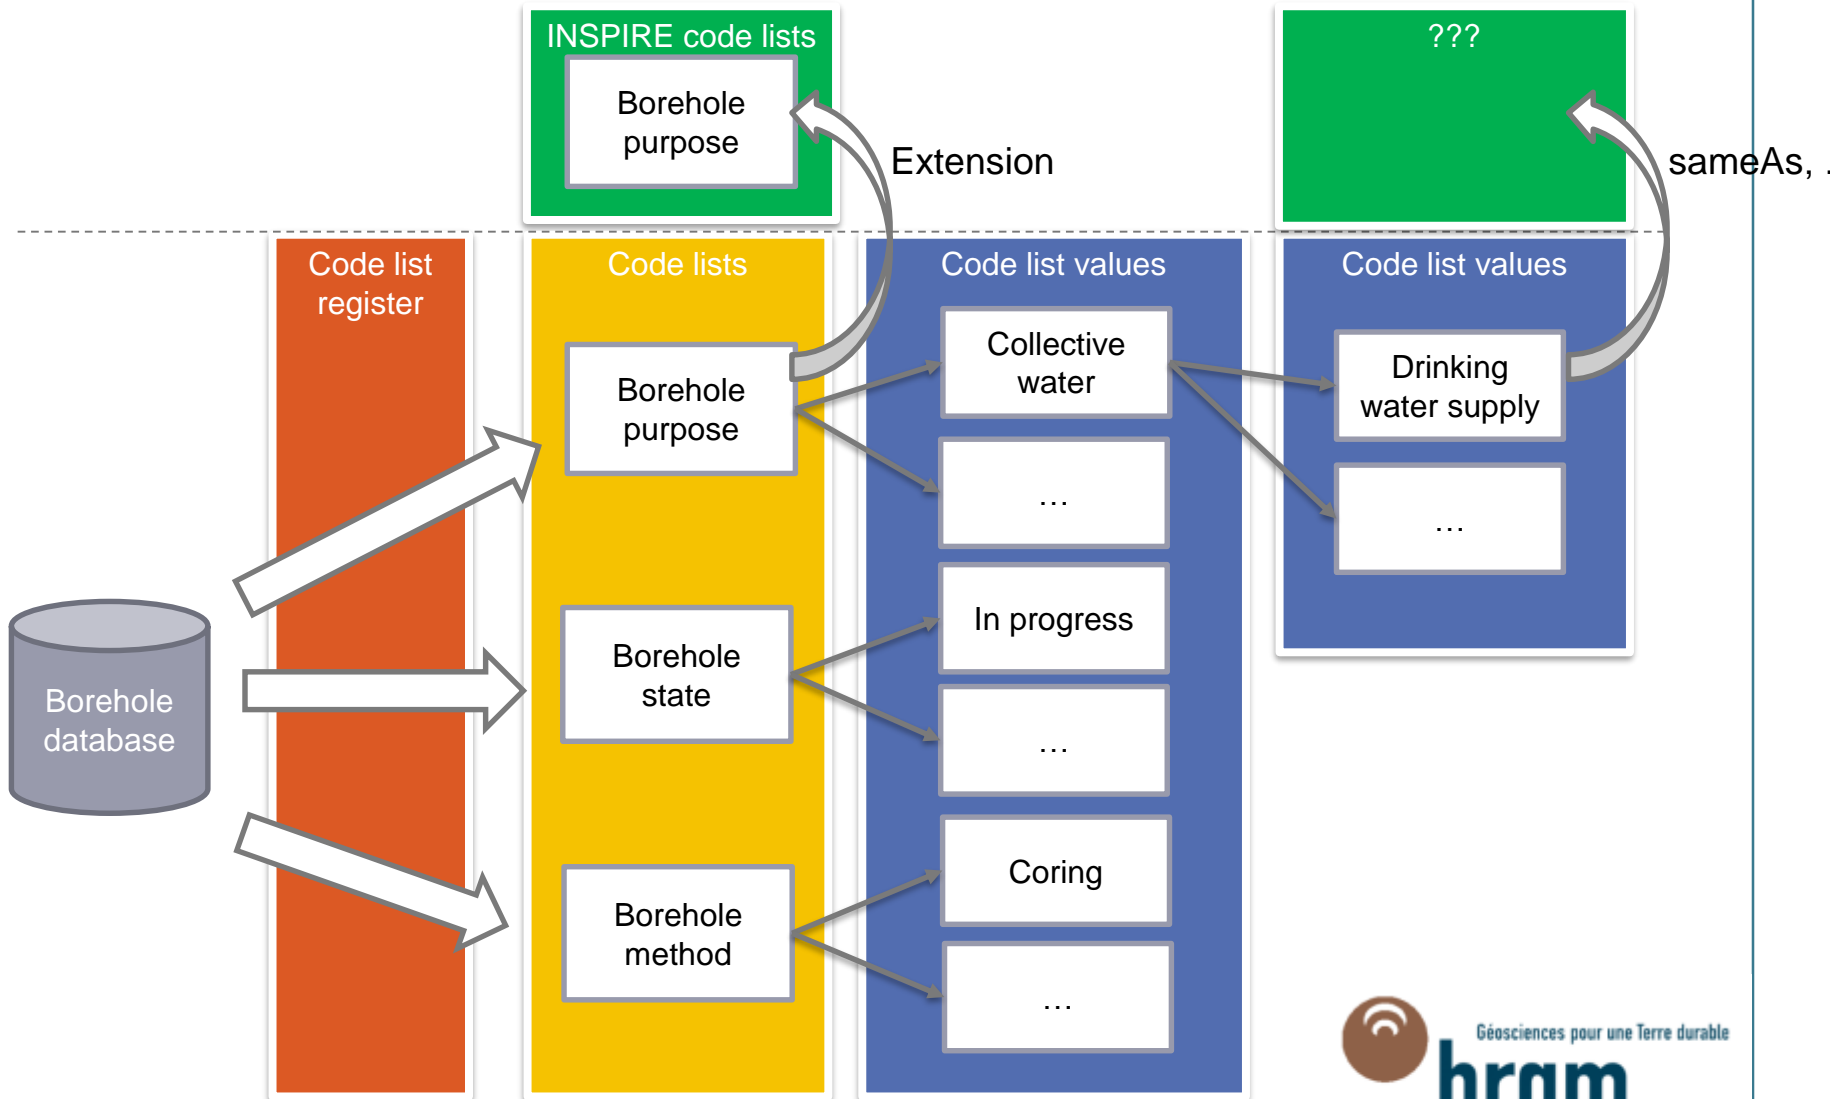 INSPIRE code lists
Borehole
purpose
???
Extension
sameAs, .
Code list
register
Code lists
Code list values
Code list values
Borehole
purpose
Collective
water
…
Drinking
water supply
…
Borehole
database
Borehole
state
In progress
…
Borehole
method
Coring
…
Géosciences pour une Terre durable
brgm